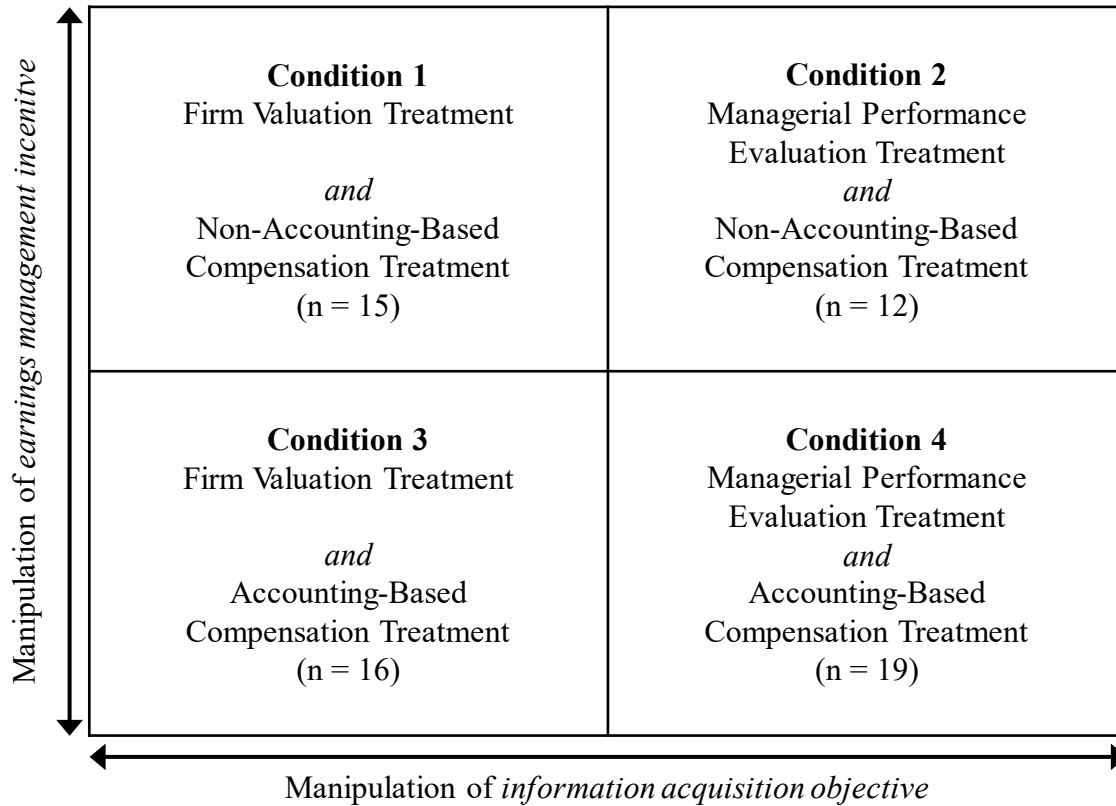 Manipulation of earnings management incenitve
Condition 1
Firm Valuation Treatment
and
Non-Accounting-Based
Compensation Treatment
(n = 15)
Condition 2
Managerial Performance
Evaluation Treatment
and
Non-Accounting-Based
Compensation Treatment
(n = 12)
Condition 3
Firm Valuation Treatment
and
Accounting-Based
Compensation Treatment
(n = 16)
Condition 4
Managerial Performance
Evaluation Treatment
and
Accounting-Based
Compensation Treatment
(n = 19)
Manipulation of information acquisition objective